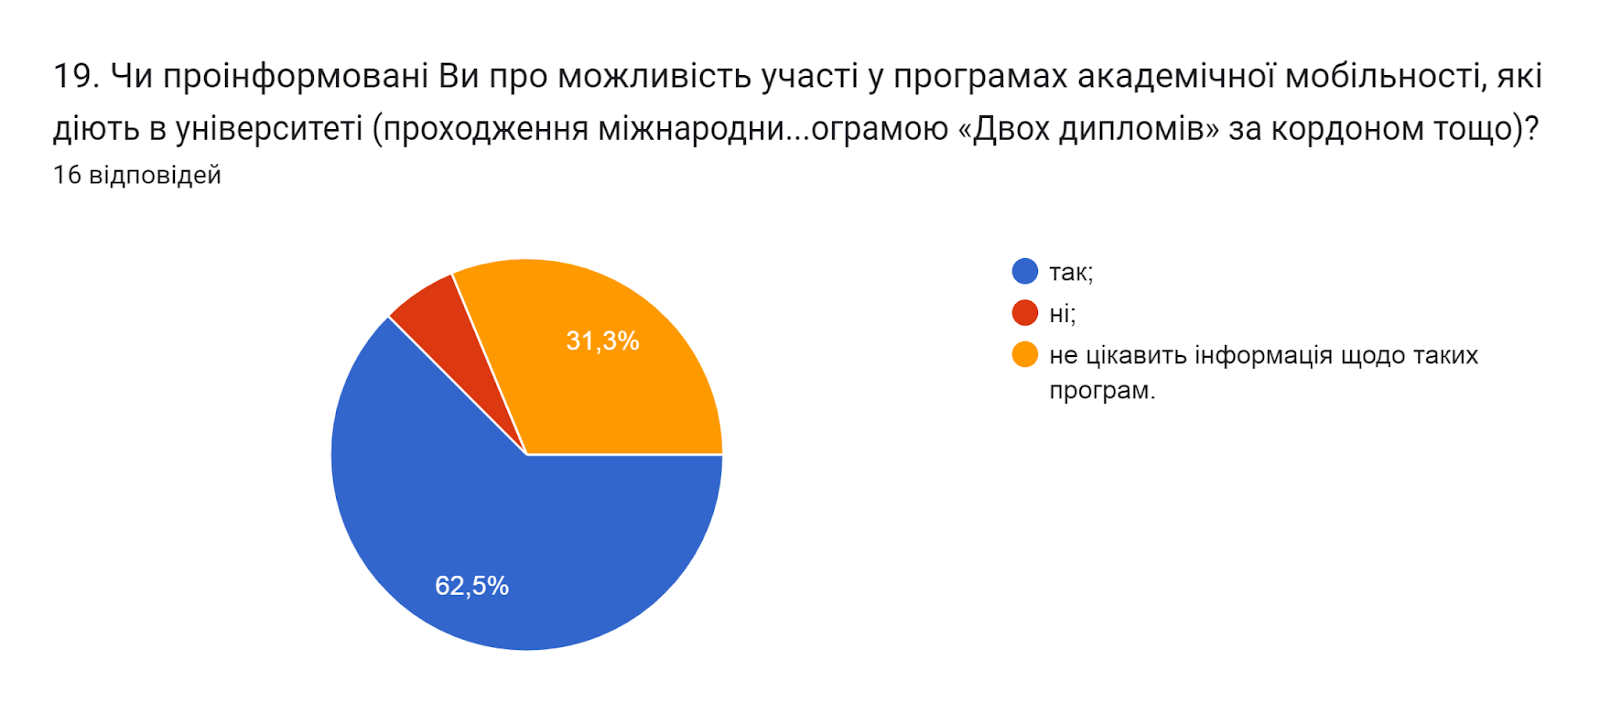 19. Чи проінформовані Ви про можливість участі у програмах академічної мобільності, які
діють в університеті (проходження міжнародни...ограмою «Двох дипломів» за кордоном тощо)?
16 відповідей
так;
ні;
не цікавить інформація щодо таких
програм.
31,3%
62,5%